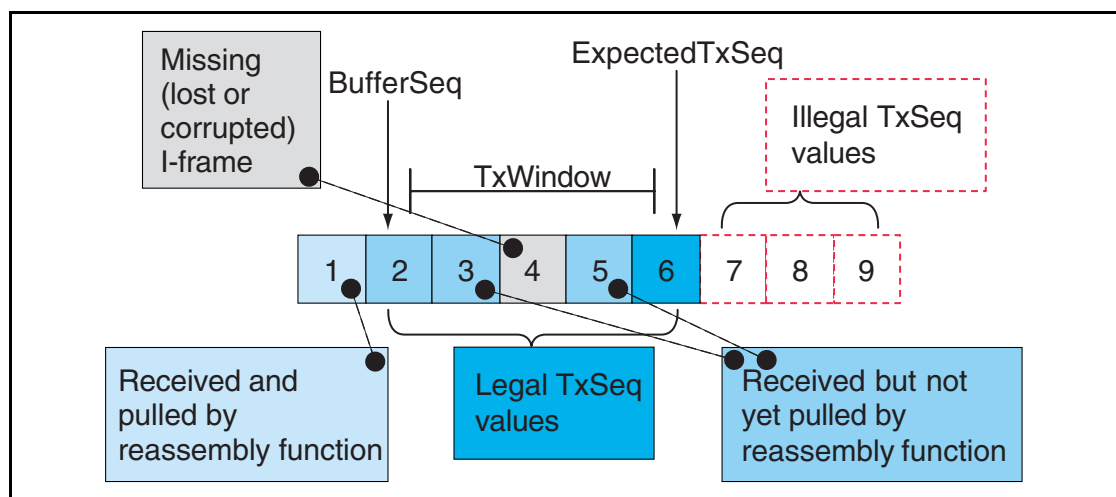 Missing
(lost or
corrupted)
I-frame
BufferSeq
ExpectedTxSeq
Illegal TxSeq
values
TxWindow
1 2 3 4 5 6 7 8 9
Received and
pulled by
reassembly function
Legal TxSeq
values
Received but not
yet pulled by
reassembly function